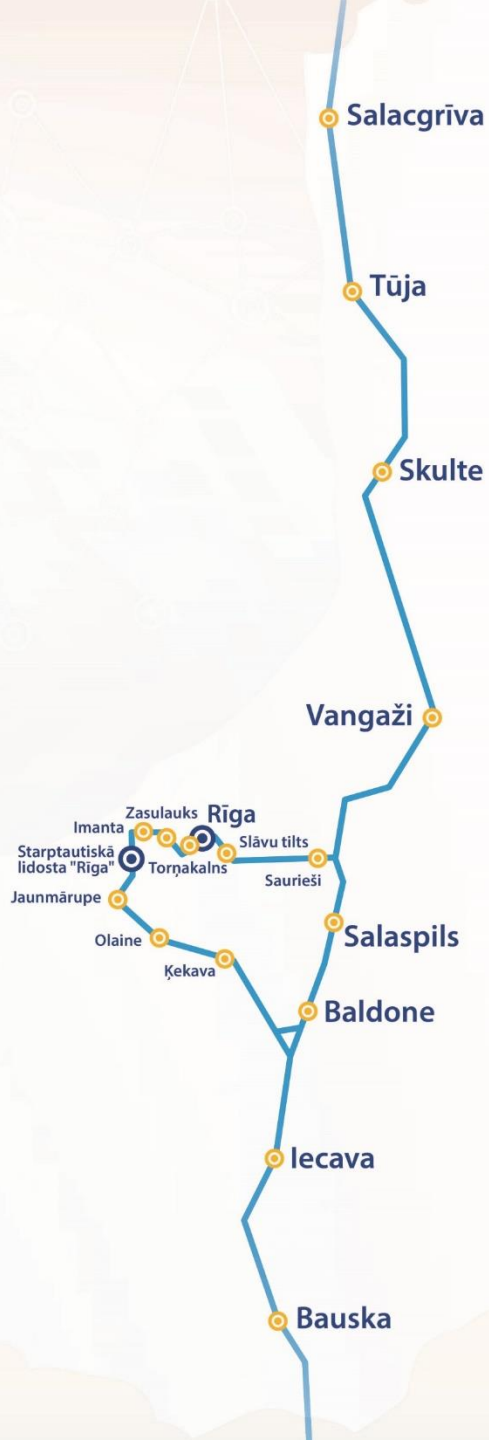 Salacgrīva
Tūja
Skulte
Vangaži
Zasulauks
Rīga
Imanta
Slāvu tilts
Starptautiskā
lidosta "Rīga"
Torņakalns
Saurieši
Jaunmārupe
Olaine
Salaspils
Ķekava
Baldone
Iecava
Bauska